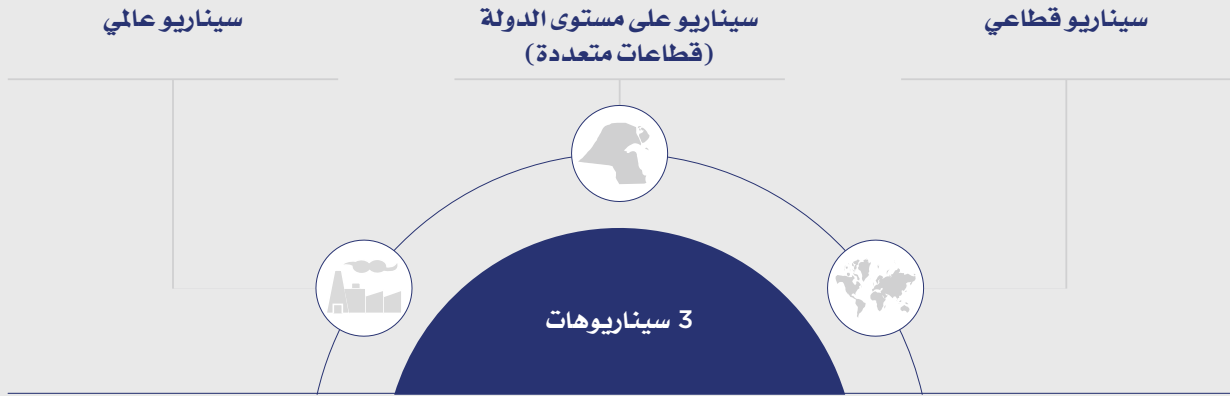 سيناريو قطاعي
سيناريو على مستوى الدولة
(قطاعات متعددة)
سيناريو عالمي
3 سيناريوهات